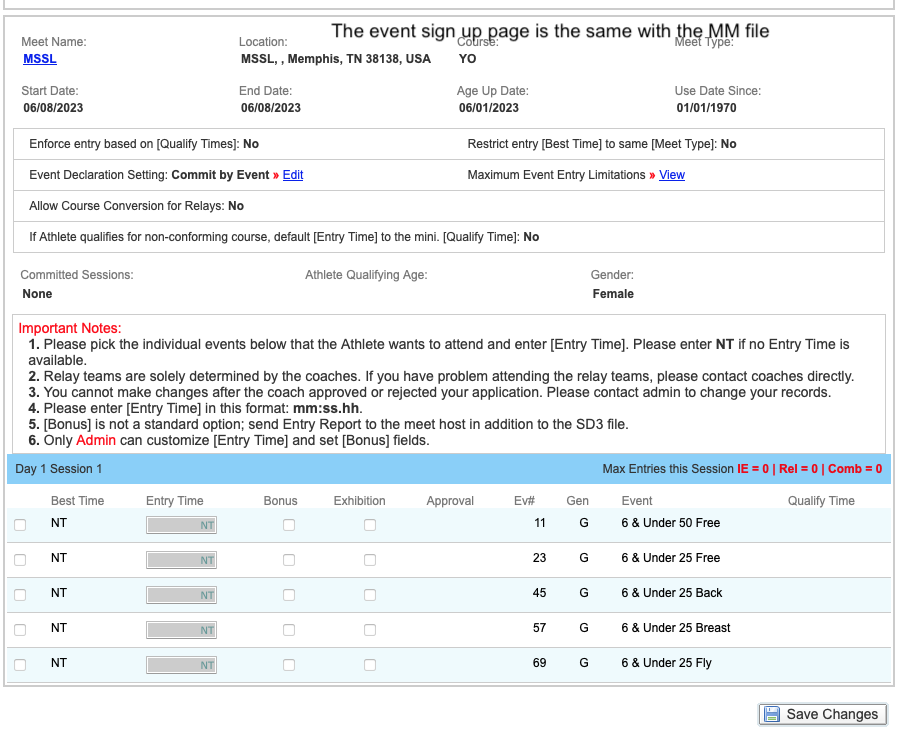 The event sign up page is the same with the MM file
Meet Name: Location: Course: Meet Type:
MSSL MSSL, , Memphis, TN 38138, USA YO
Start Date: End Date: Age Up Date: Use Date Since:
06/08/2023 06/08/2023 06/01/2023 01/01/1970
Enforce entry based on [Qualify Times]: No Restrict entry [Best Time] to same [Meet Type]: No
Event Declaration Setting: Commit by Event » Edit Maximum Event Entry Limitations » View
Allow Course Conversion for Relays: No
If Athlete qualifies for non-conforming course, default [Entry Time] to the mini. [Qualify Time]: No
Committed Sessions: Athlete Qualifying Age: Gender:
None Female
Important Notes:
1. Please pick the individual events below that the Athlete wants to attend and enter [Entry Time]. Please enter NT if no Entry Time is
available.
2. Relay teams are solely determined by the coaches. If you have problem attending the relay teams, please contact coaches directly.
3. You cannot make changes after the coach approved or rejected your application. Please contact admin to change your records.
4. Please enter [Entry Time] in this format: mm:ss.hh.
5. [Bonus] is not a standard option; send Entry Report to the meet host in addition to the SD3 file.
6. Only Admin can customize [Entry Time] and set [Bonus] fields.
Day 1 Session 1 Max Entries this Session IE = 0 | Rel = 0 | Comb = 0
Best Time Entry Time Bonus Exhibition Approval Ev# Gen Event Qualify Time
NT NT 11 G 6 & Under 50 Free
NT NT 23 G 6 & Under 25 Free
NT NT 45 G 6 & Under 25 Back
NT NT 57 G 6 & Under 25 Breast
NT NT 69 G 6 & Under 25 Fly
Save Changes